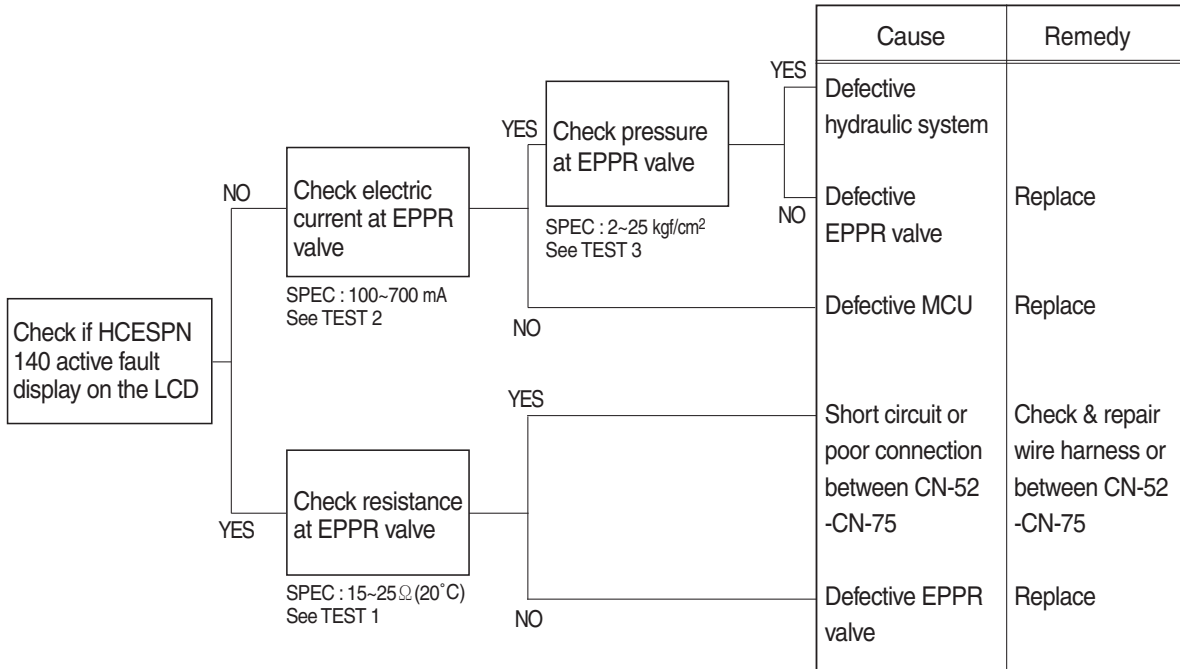 Check if HCESPN
140 active fault
display on the LCD
NO
YES
Check electric
current at EPPR
valve
SPEC : 100~700 mA
See TEST 2
Check resistance
at EPPR valve
SPEC : 15~25Ω(20°C)
See TEST 1
YES
NO
YES
NO
Check pressure
at EPPR valve
SPEC : 2~25 kgf/cm²
See TEST 3
YES
NO
Cause
Remedy
Defective
hydraulic system
Defective
EPPR valve
Replace
Defective MCU
Replace
Short circuit or
poor connection
between CN-52
-CN-75
Check & repair
wire harness or
between CN-52
-CN-75
Defective EPPR
valve
Replace